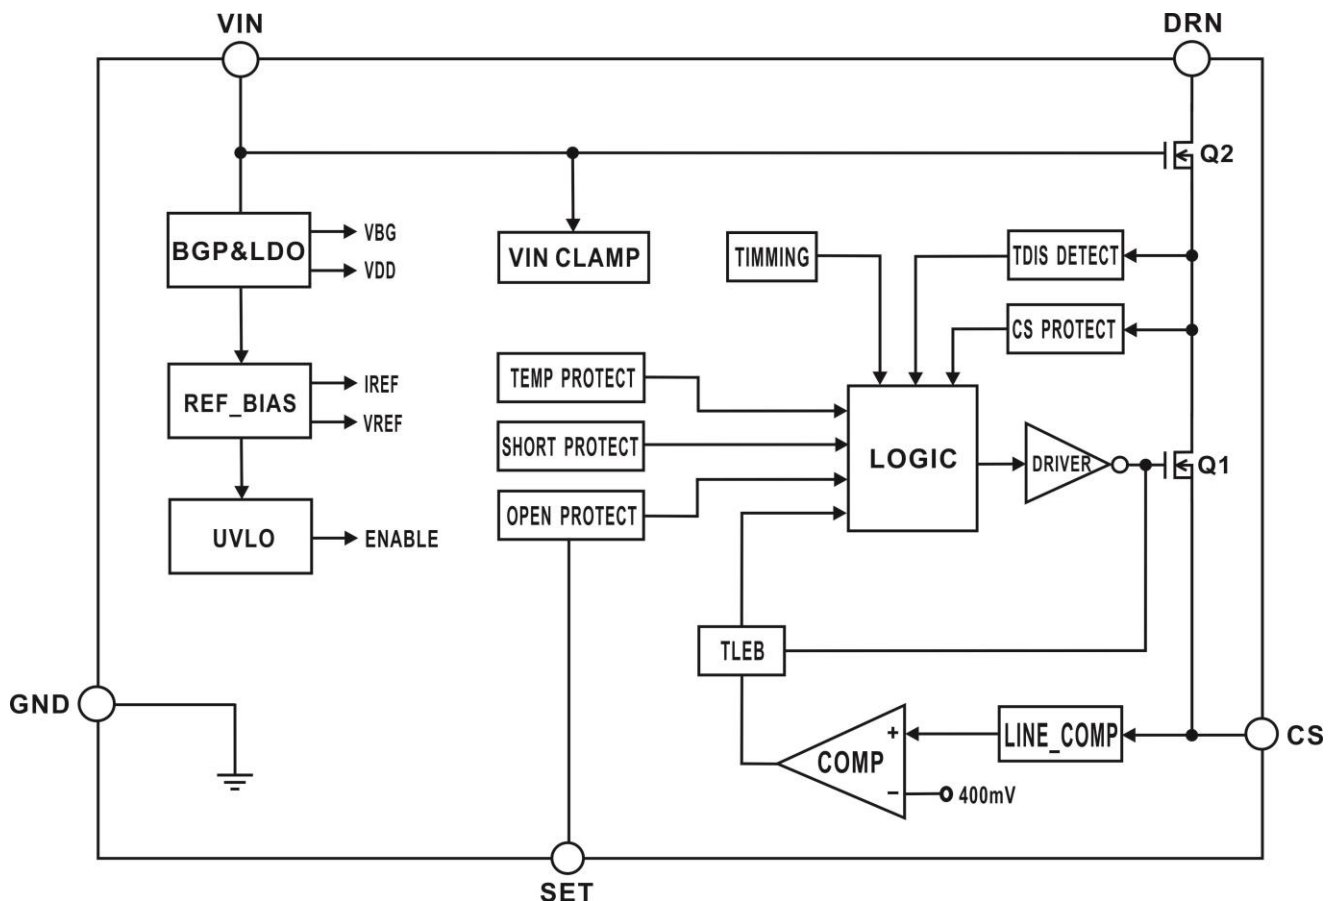 VIN
DRN
Q2
BGP&LDO
VBG
VDD
VIN CLAMP
TIMMING
TDIS DETECT
CS PROTECT
REF_BIAS
IREF
VREF
TEMP PROTECT
SHORT PROTECT
OPEN PROTECT
LOGIC
DRIVER
Q1
UVLO
ENABLE
TLEB
GND
+
COMP
−
400mV
LINE_COMP
CS
SET